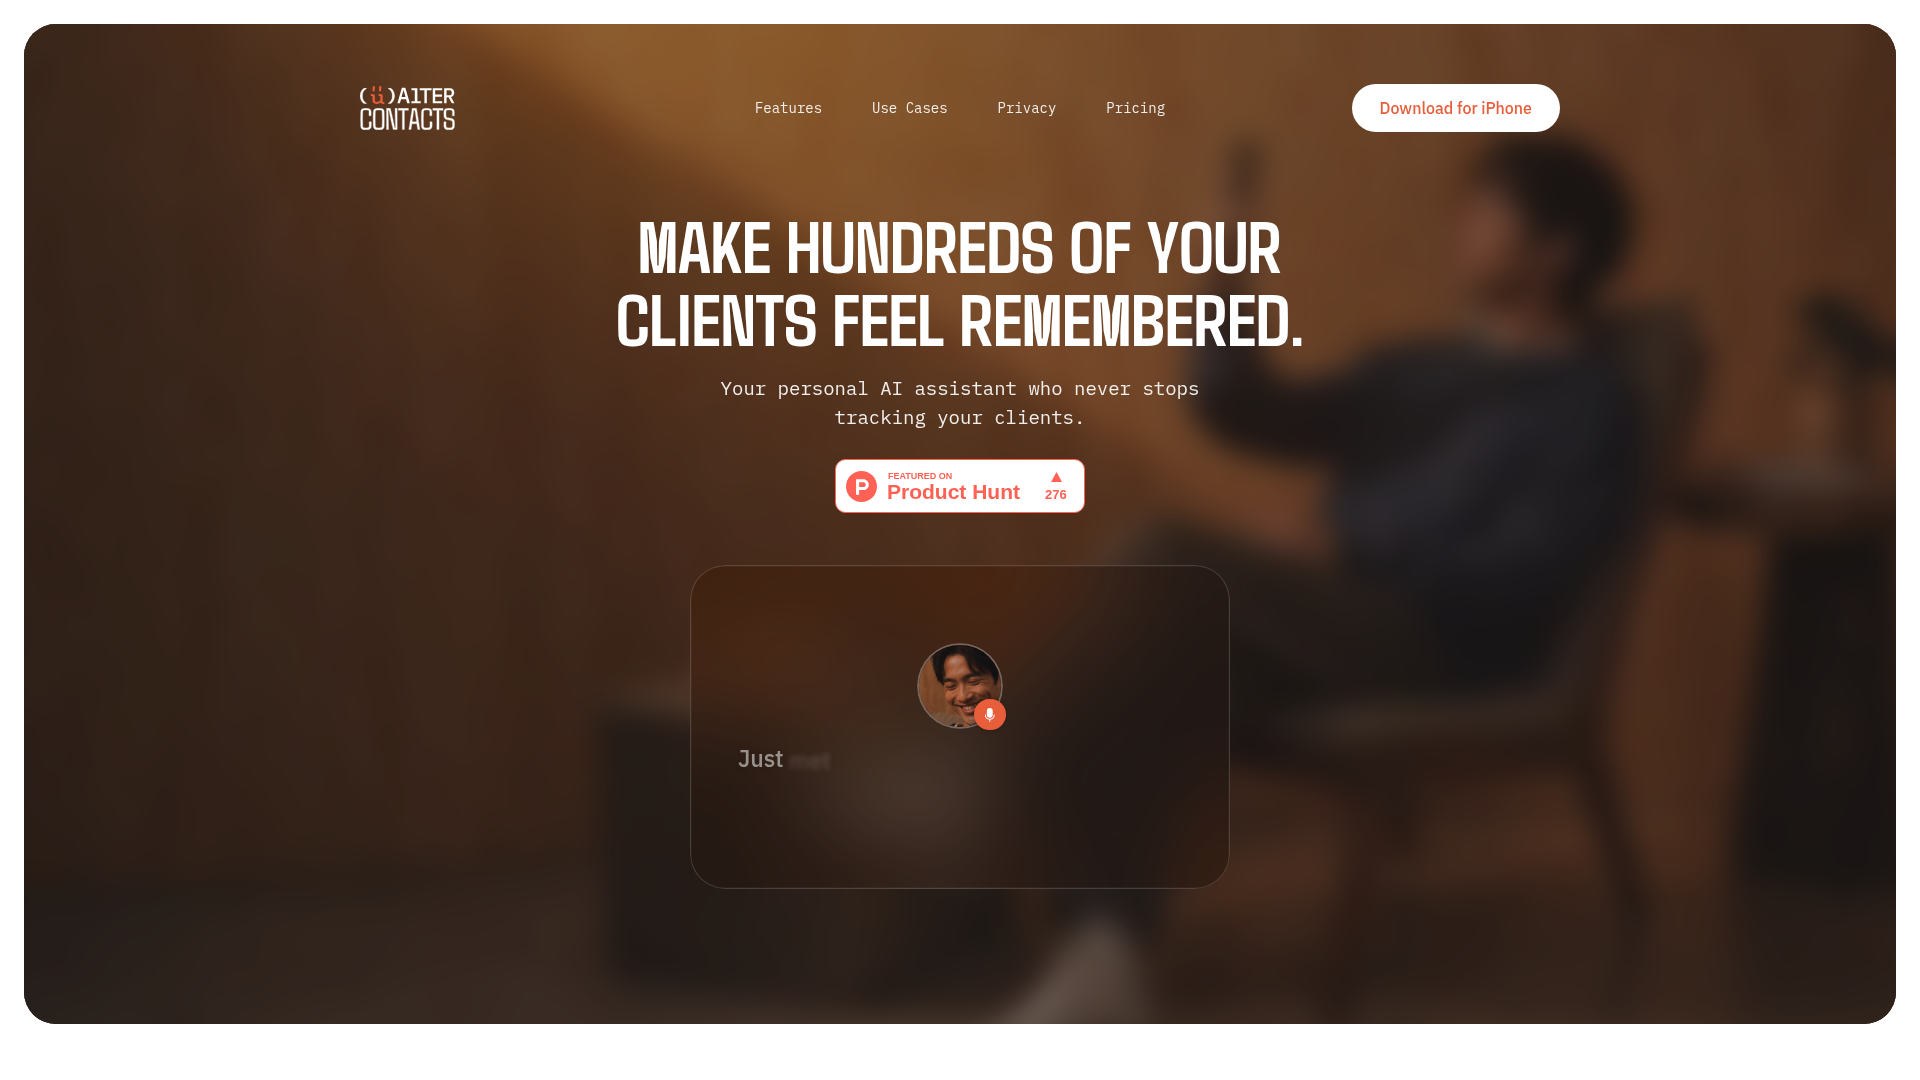 (ü)A1TER
CONTACTS
Features
Use Cases
Privacy
Pricing
Download for iPhone
MAKE HUNDREDS OF YOUR
CLIENTS FEEL REMEMBERED.
Your personal AI assistant who never stops
tracking your clients.
FEATURED ON
Product Hunt
276
Just met